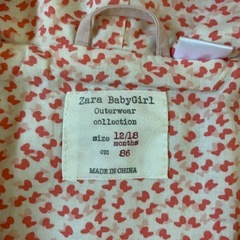 Zara BabyGirl
Outerwear
collection
size 12/18
months
cm 86
MADE IN CHINA